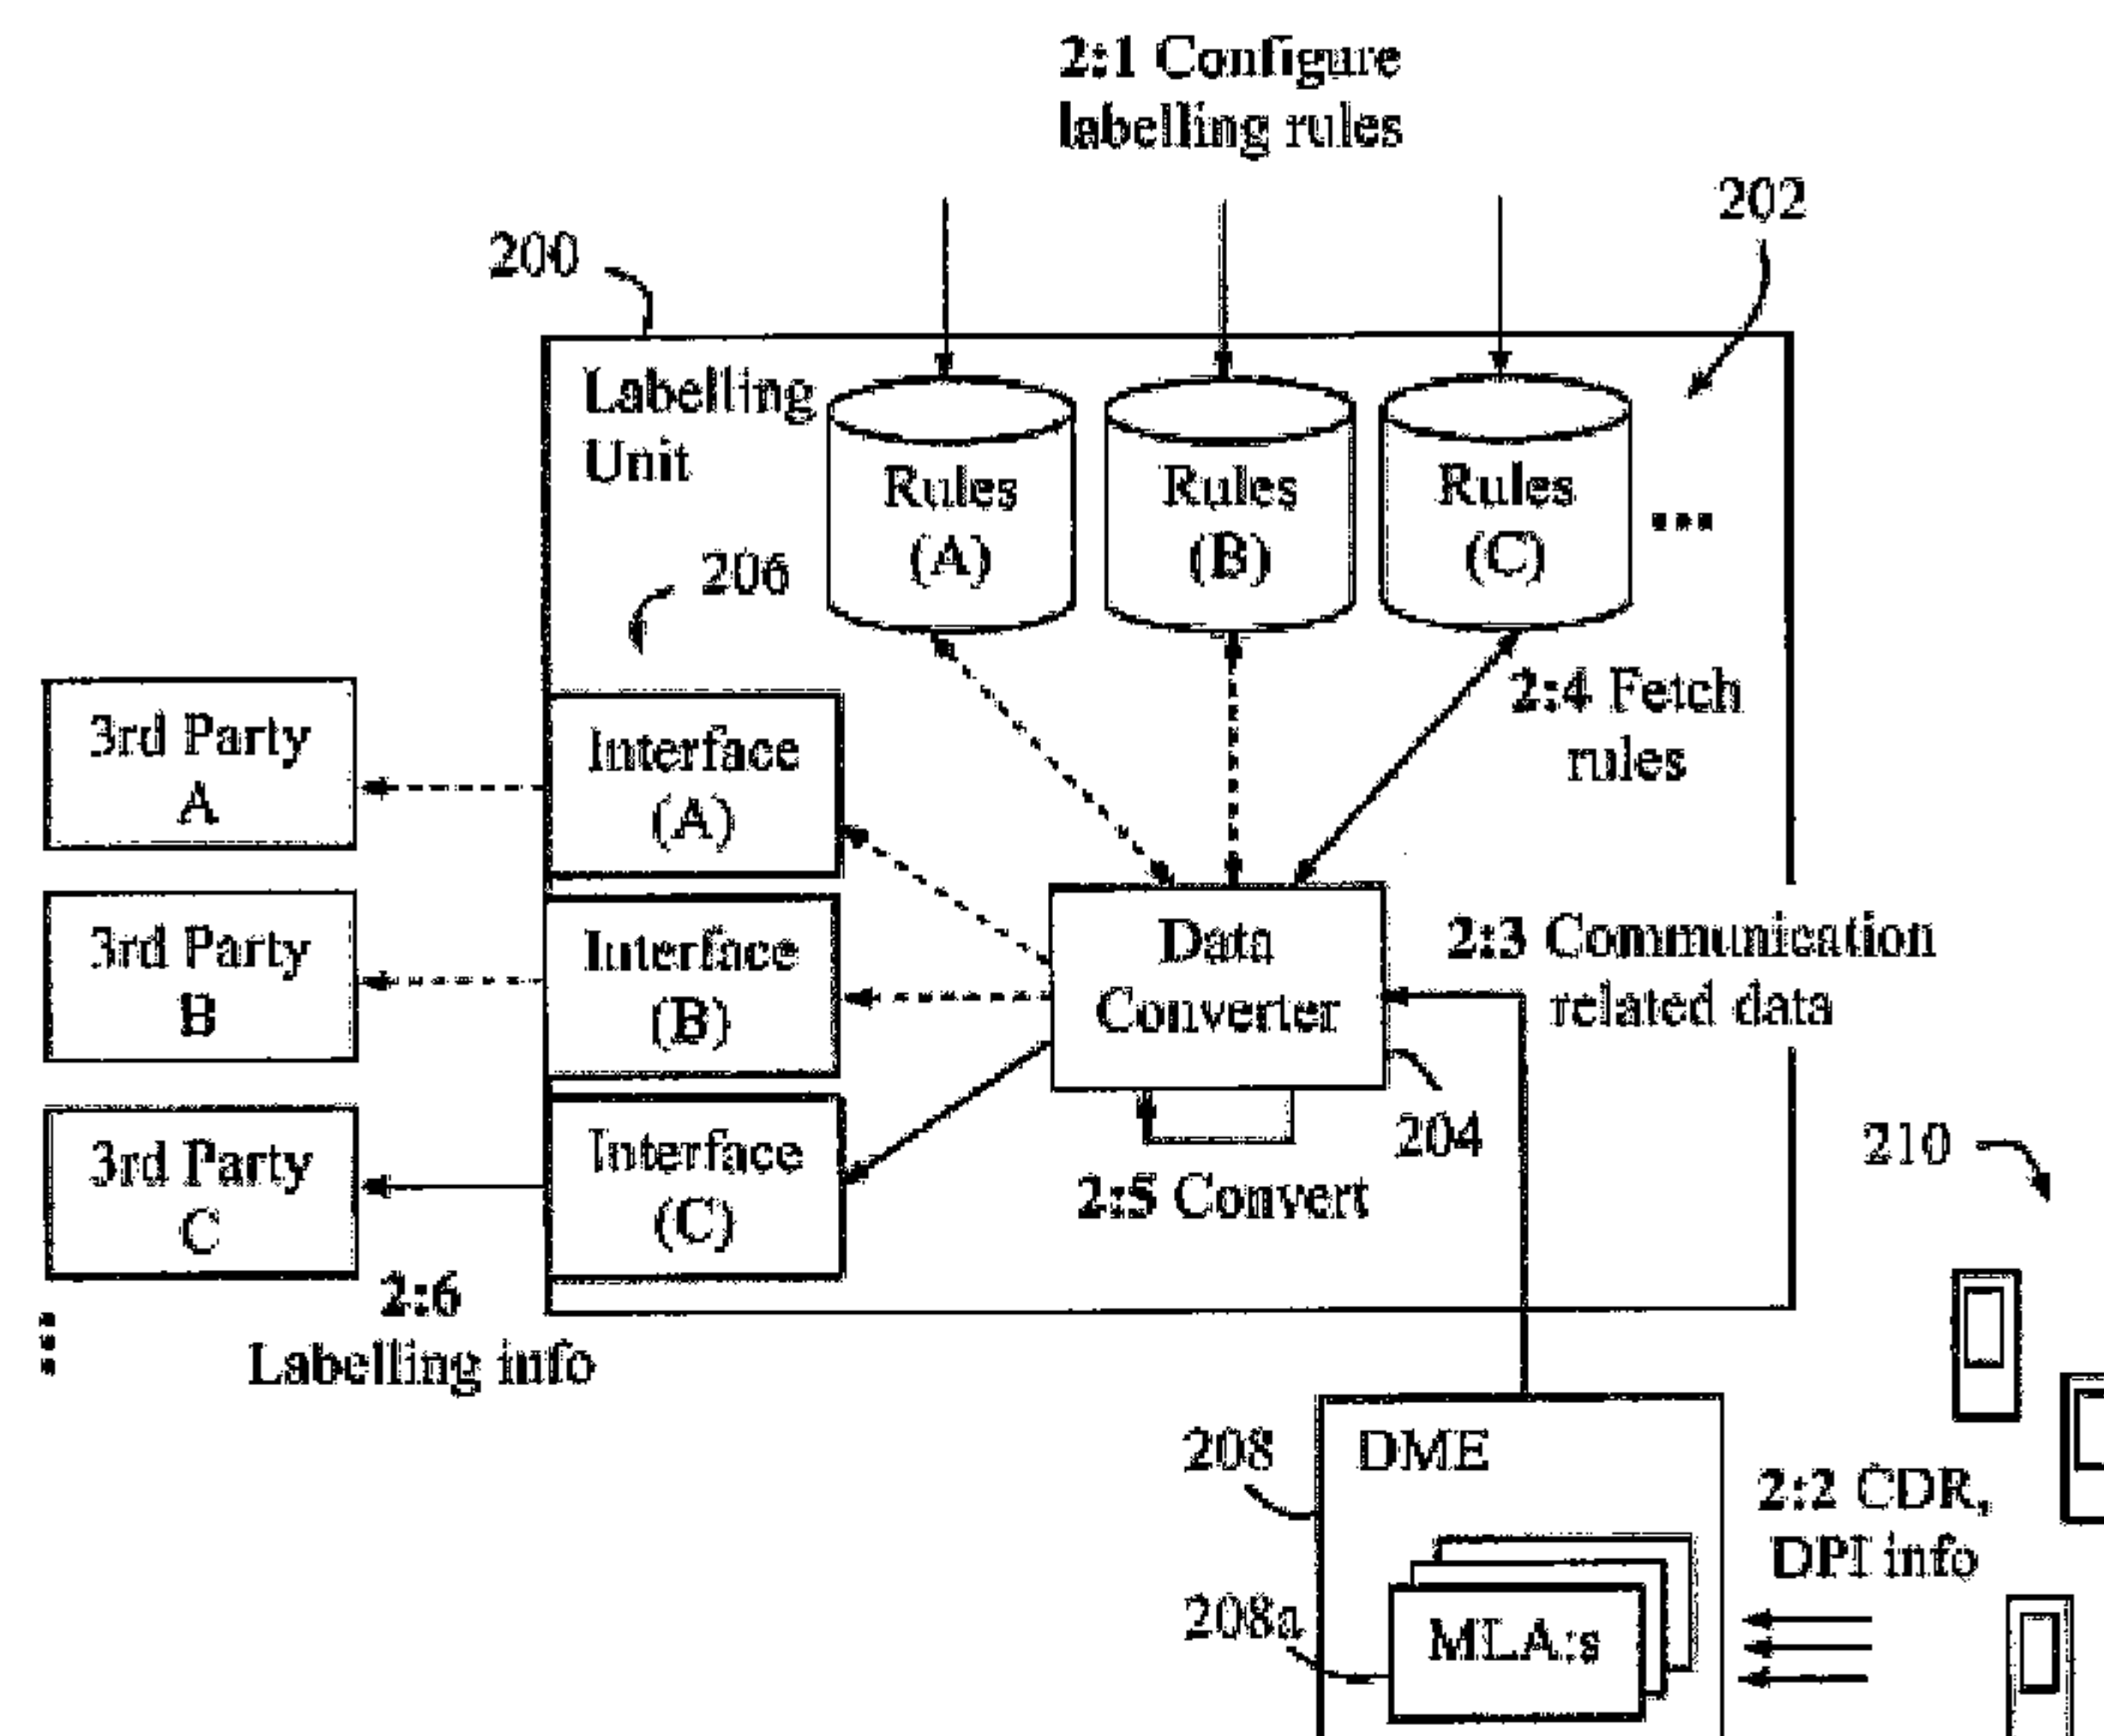 2:1 Configure
labelling rules
202
200
Labelling
Unit
Rules
(A)
Rules
(B)
Rules
(C)
...
206
2:4 Fetch
rules
3rd Party
A
Interface
(A)
3rd Party
B
Interface
(B)
Data
Converter
2:3 Communication
related data
204
210
3rd Party
C
Interface
(C)
2:5 Convert
2:6
Labelling info
...
208
DME
2:2 CDR,
DPI info
208a
MLA:s